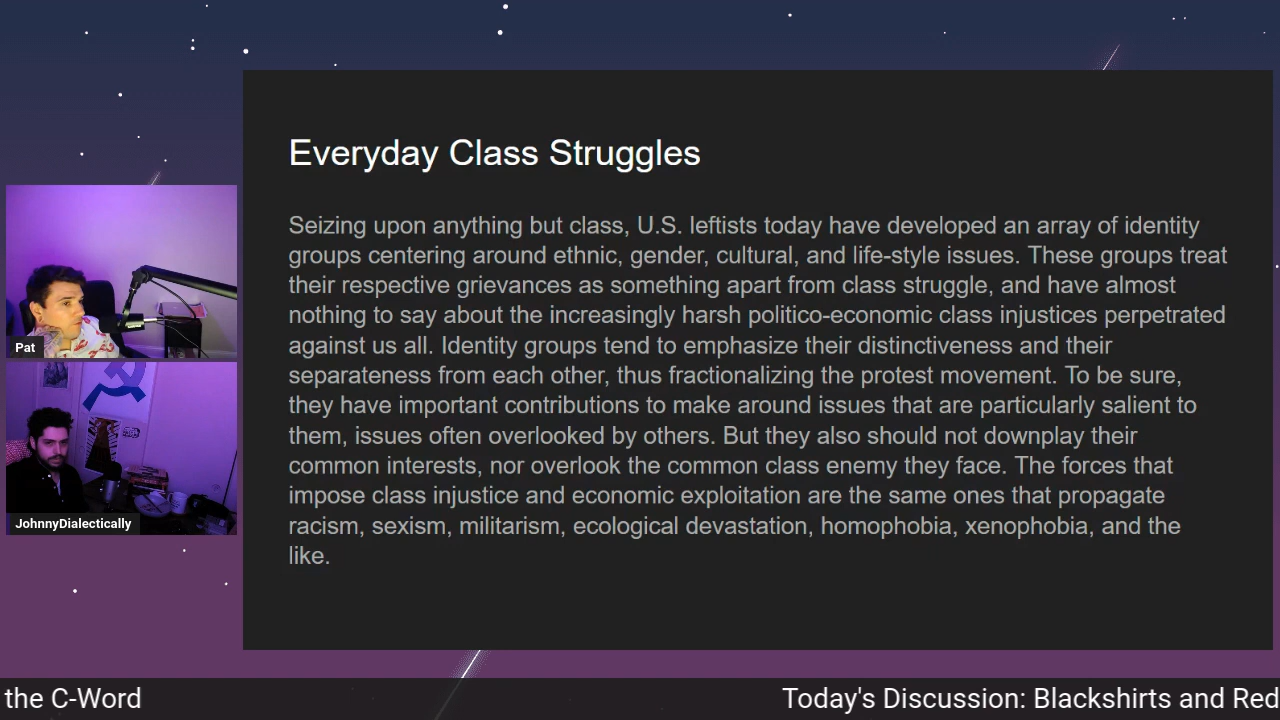 Everyday Class Struggles
Seizing upon anything but class, U.S. leftists today have developed an array of identity
groups centering around ethnic, gender, cultural, and life-style issues. These groups treat
their respective grievances as something apart from class struggle, and have almost
nothing to say about the increasingly harsh politico-economic class injustices perpetrated
against us all. Identity groups tend to emphasize their distinctiveness and their
separateness from each other, thus fractionalizing the protest movement. To be sure,
they have important contributions to make around issues that are particularly salient to
them, issues often overlooked by others. But they also should not downplay their
common interests, nor overlook the common class enemy they face. The forces that
impose class injustice and economic exploitation are the same ones that propagate
racism, sexism, militarism, ecological devastation, homophobia, xenophobia, and the
like.
Pat
JohnnyDialectically
the C-Word
Today's Discussion: Blackshirts and Red